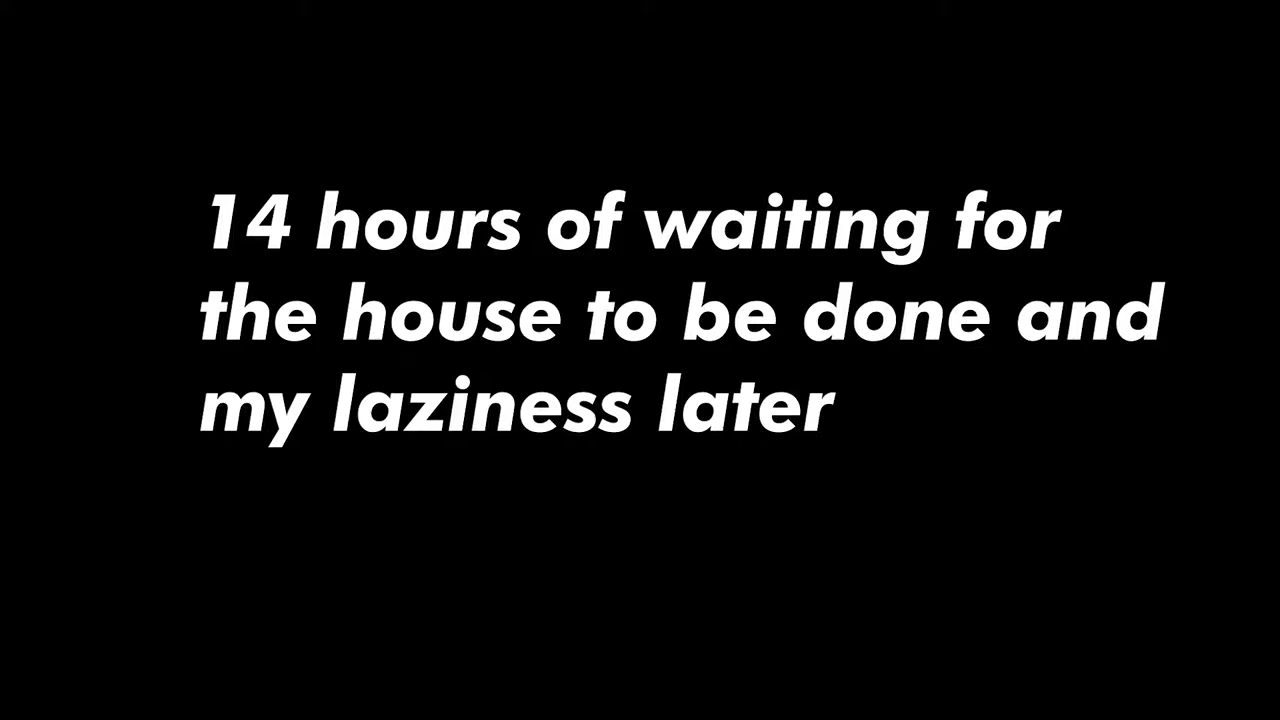 14 hours of waiting for
the house to be done and
my laziness later